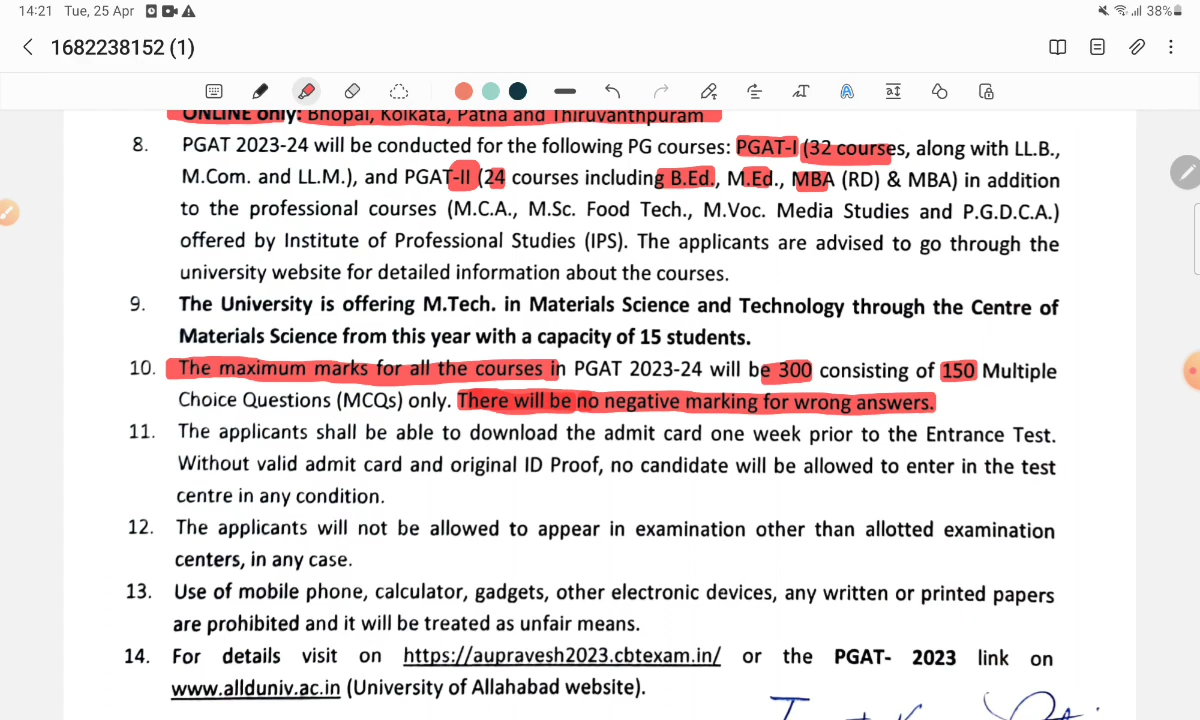 14:21 Tue, 25 Apr
38%
1682238152 (1)
ONLINE only: Bhopal, Kolkata, Patna and Thiruvanthpuram
8. PGAT 2023-24 will be conducted for the following PG courses: PGAT-I (32 courses, along with LL.B.,
M.Com. and LL.M.), and PGAT-II (24 courses including B.Ed., M.Ed., MBA (RD) & MBA) in addition
to the professional courses (M.C.A., M.Sc. Food Tech., M.Voc. Media Studies and P.G.D.C.A.)
offered by Institute of Professional Studies (IPS). The applicants are advised to go through the
university website for detailed information about the courses.
9. The University is offering M.Tech. in Materials Science and Technology through the Centre of
Materials Science from this year with a capacity of 15 students.
10. The maximum marks for all the courses in PGAT 2023-24 will be 300 consisting of 150 Multiple
Choice Questions (MCQs) only. There will be no negative marking for wrong answers.
11. The applicants shall be able to download the admit card one week prior to the Entrance Test.
Without valid admit card and original ID Proof, no candidate will be allowed to enter in the test
centre in any condition.
12. The applicants will not be allowed to appear in examination other than allotted examination
centers, in any case.
13. Use of mobile phone, calculator, gadgets, other electronic devices, any written or printed papers
are prohibited and it will be treated as unfair means.
14. For details visit on https://aupravesh2023.cbtexam.in/ or the PGAT- 2023 link on
www.allduniv.ac.in (University of Allahabad website).